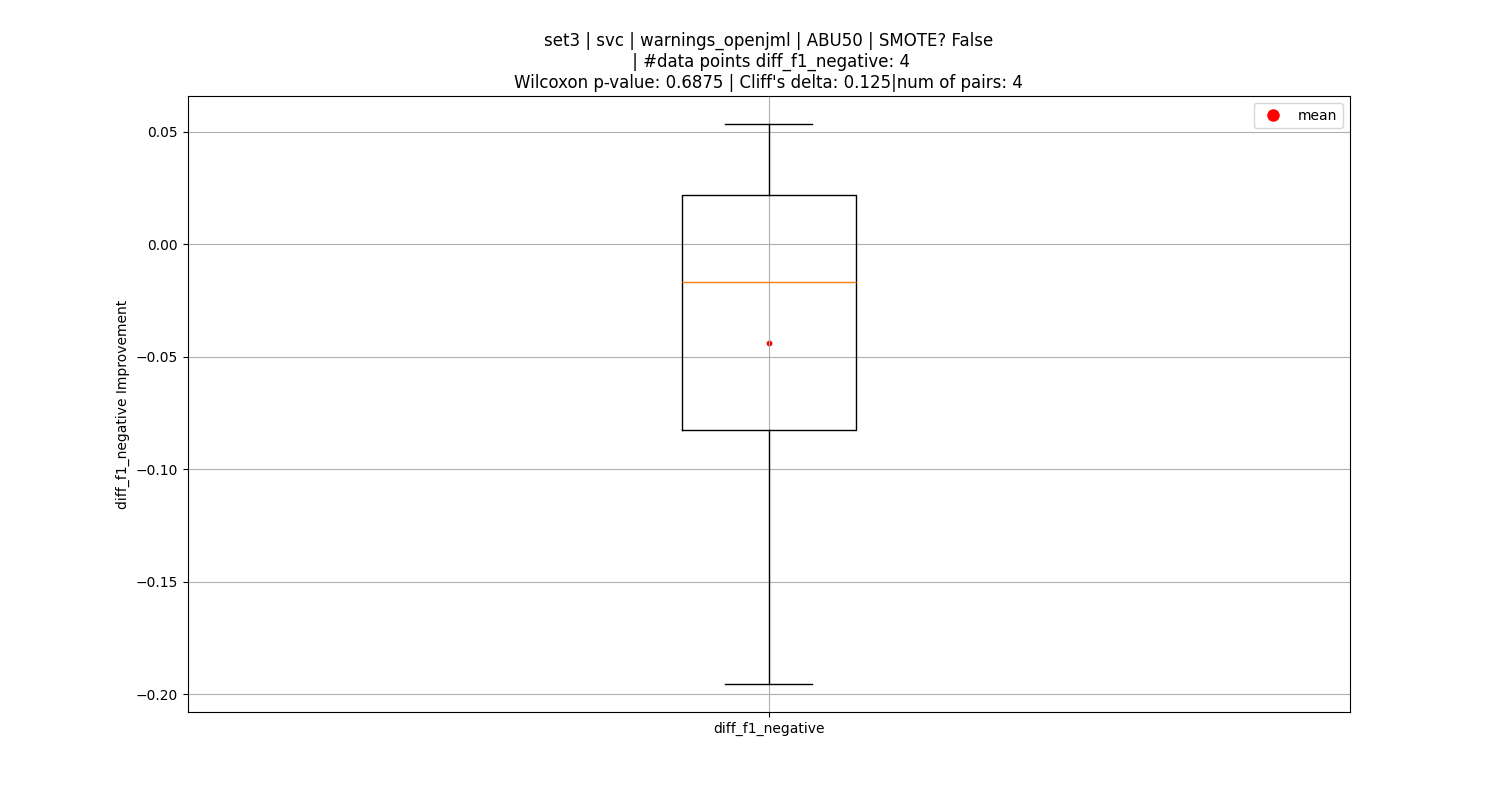 set3 | svc | warnings_openjml | ABU50 | SMOTE? False
| #data points diff_f1_negative: 4
Wilcoxon p-value: 0.6875 | Cliff's delta: 0.125|num of pairs: 4
mean
0.05
0.00
−0.05
−0.10
−0.15
−0.20
diff_f1_negative Improvement
diff_f1_negative